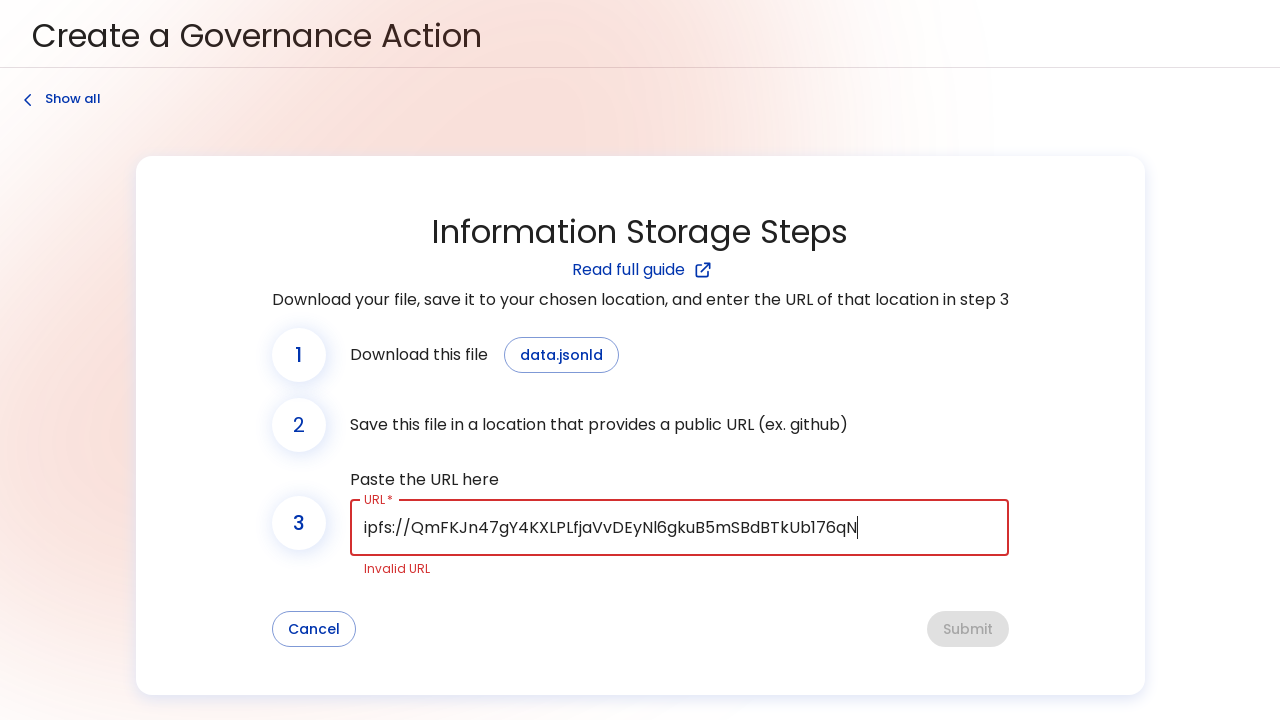 Create a Governance Action
Show all
Information Storage Steps
Read full guide
Download your file, save it to your chosen location, and enter the URL of that location in step 3
1
Download this file
data.jsonld
2
Save this file in a location that provides a public URL (ex. github)
Paste the URL here
3
URL *
ipfs://QmFKJn47gY4KXLPLfjaVvDEyNl6gkuB5mSBdBTkUb176qN
Invalid URL
Cancel
Submit